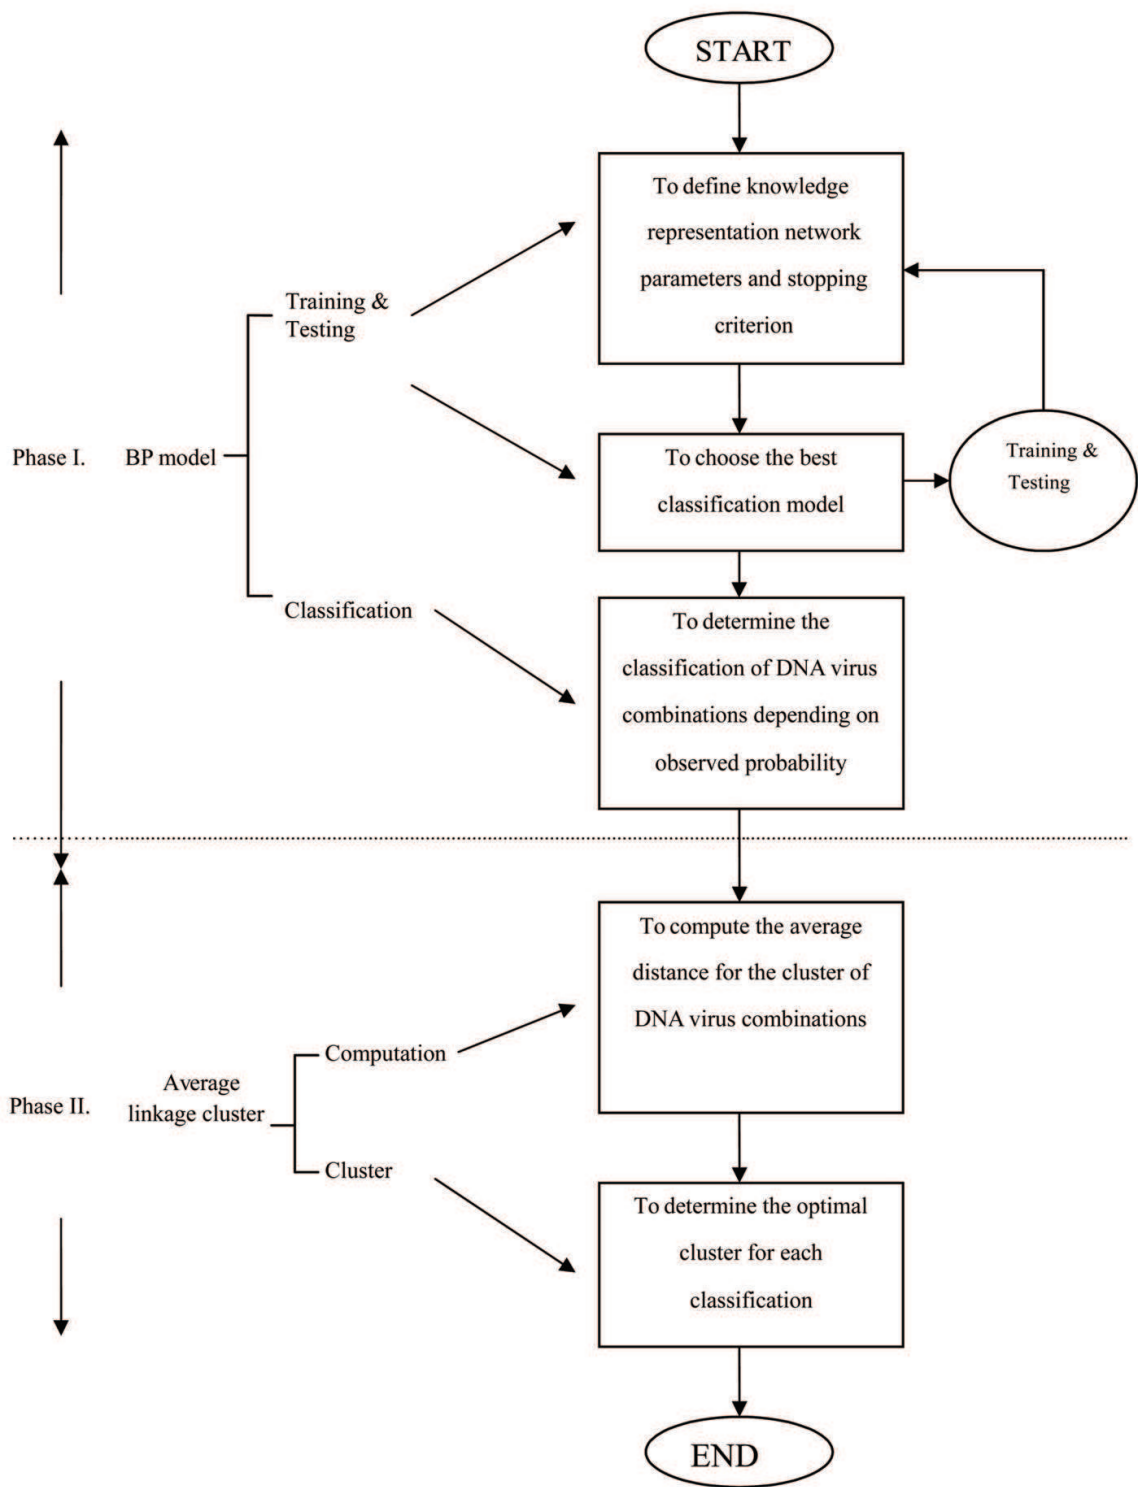 START
To define knowledge
representation network
parameters and stopping
criterion
Training &
Testing
Phase I.
BP model
To choose the best
classification model
Training &
Testing
Classification
To determine the
classification of DNA virus
combinations depending on
observed probability
To compute the average
distance for the cluster of
DNA virus combinations
Computation
Phase II.
Average
linkage cluster
Cluster
To determine the optimal
cluster for each
classification
END